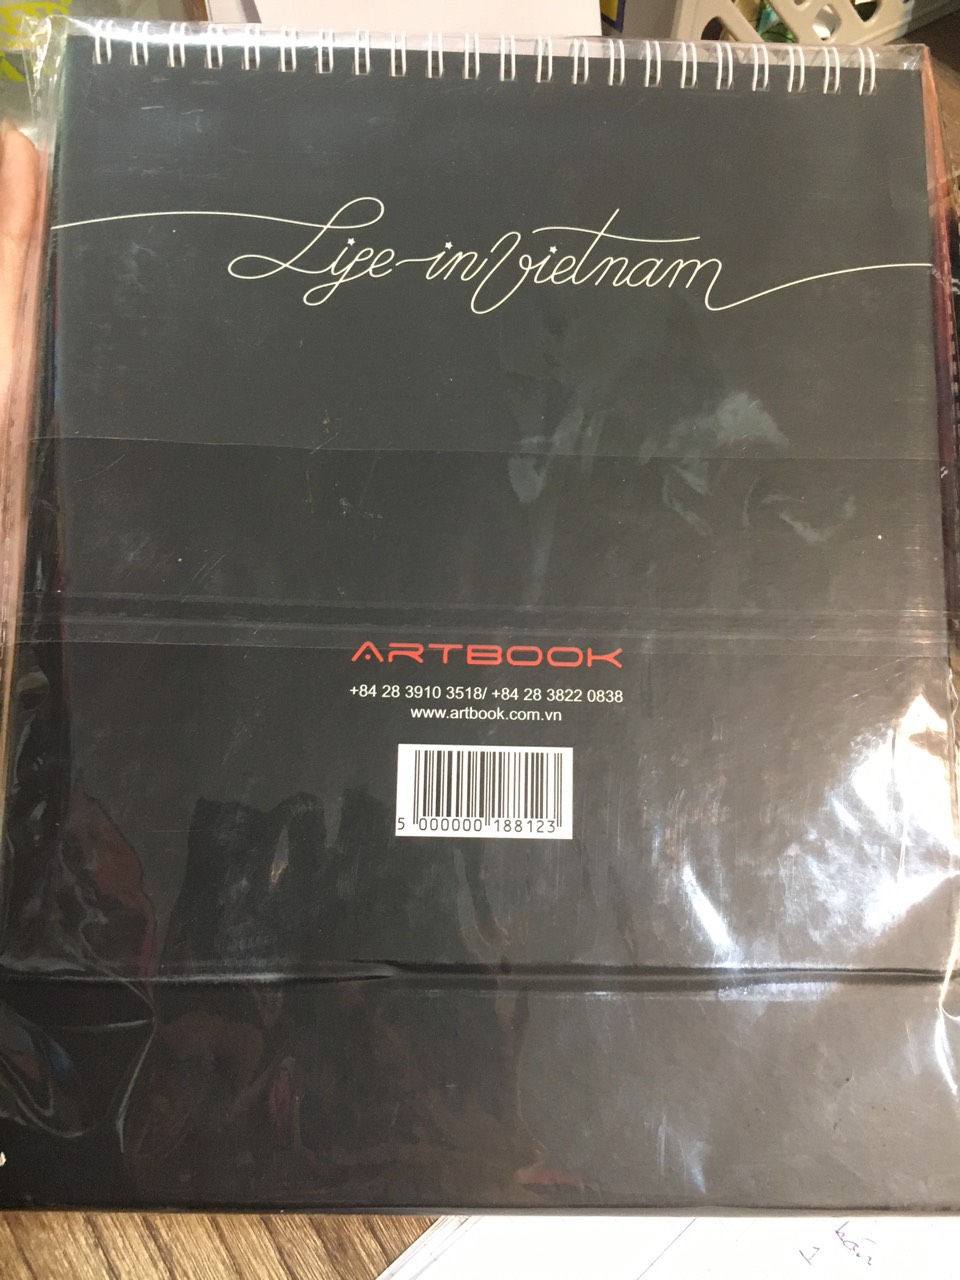 Life in Vietnam
ARTBOOK
+84 28 3910 3518/ +84 28 3822 0838
www.artbook.com.vn
5 000000 188123